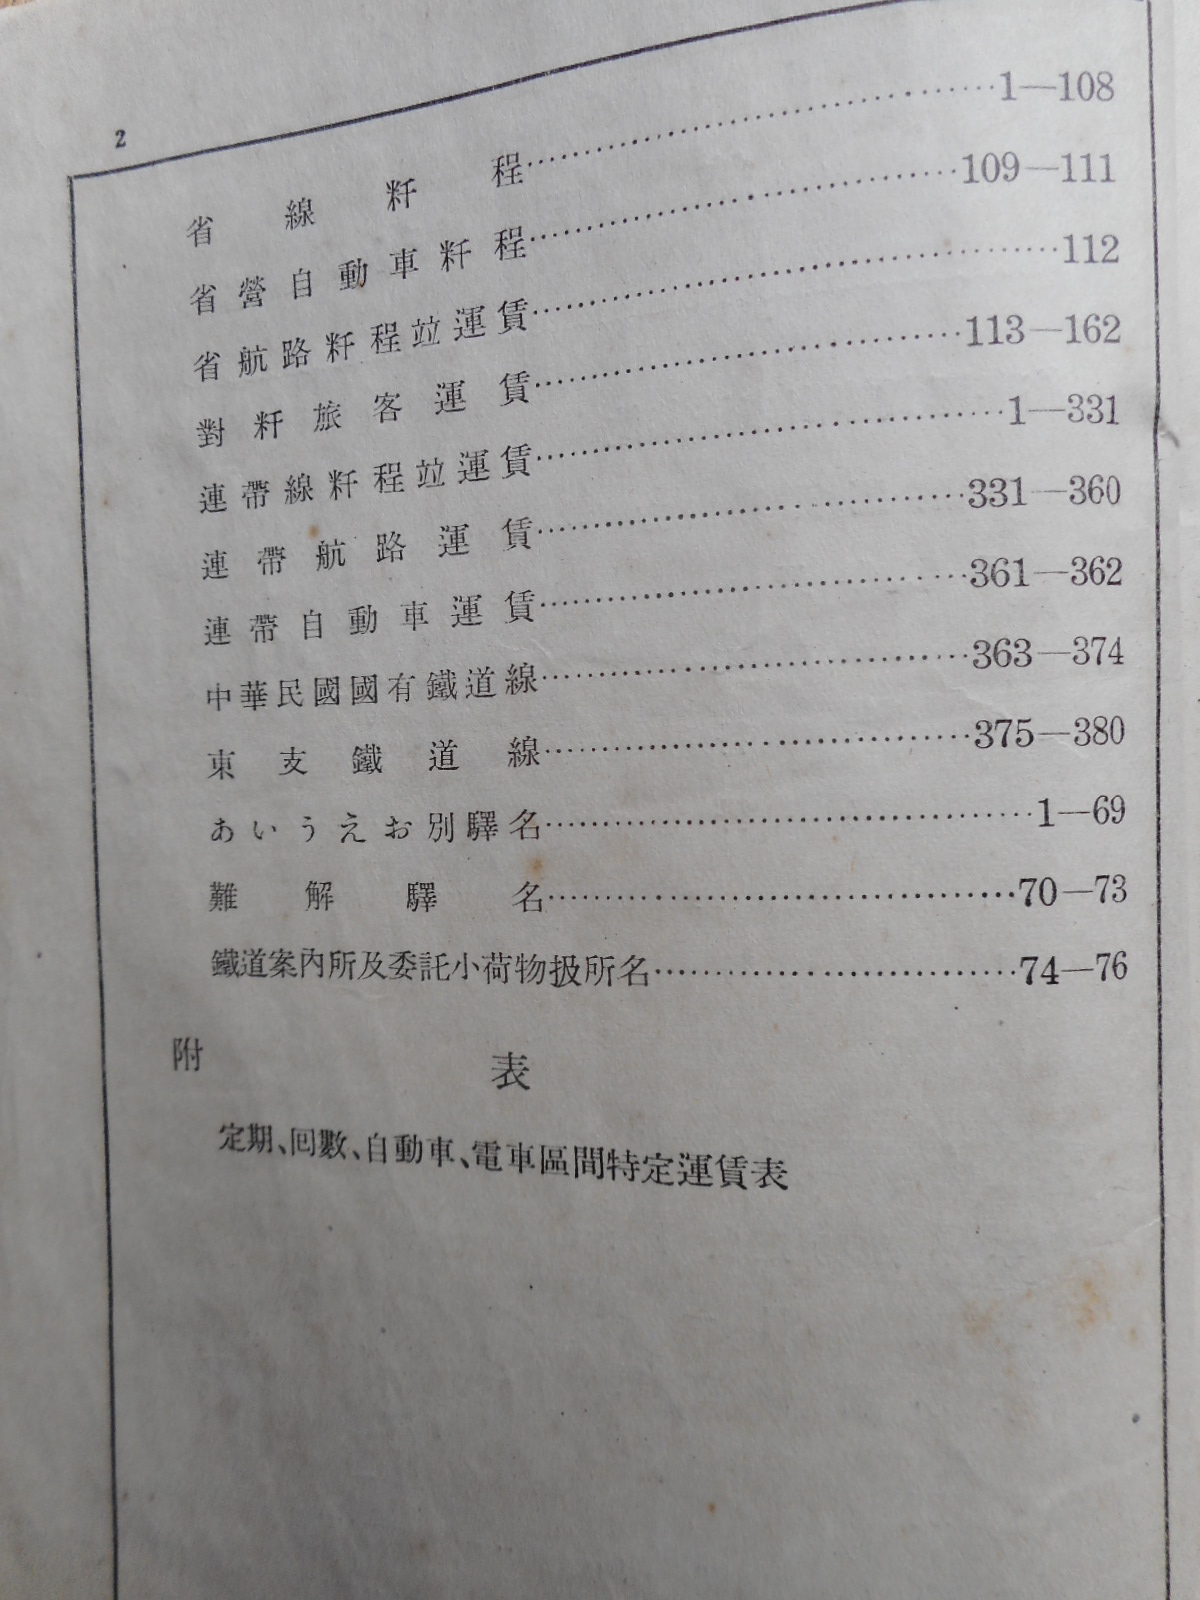 2
省線粁程……1—108
省營自動車粁程……109—111
省航路粁程竝運賃……112
對粁旅客運賃……113—162
連帶線粁程竝運賃……1—331
連帶航路運賃……331—360
連帶自動車運賃……361—362
中華民國國有鐵道線……363—374
東支鐵道線……375—380
あいうえお別驛名……1—69
難解驛名……70—73
鐵道案內所及委託小荷物扱所名……74—76
附表
定期、回數、自動車、電車區間特定運賃表